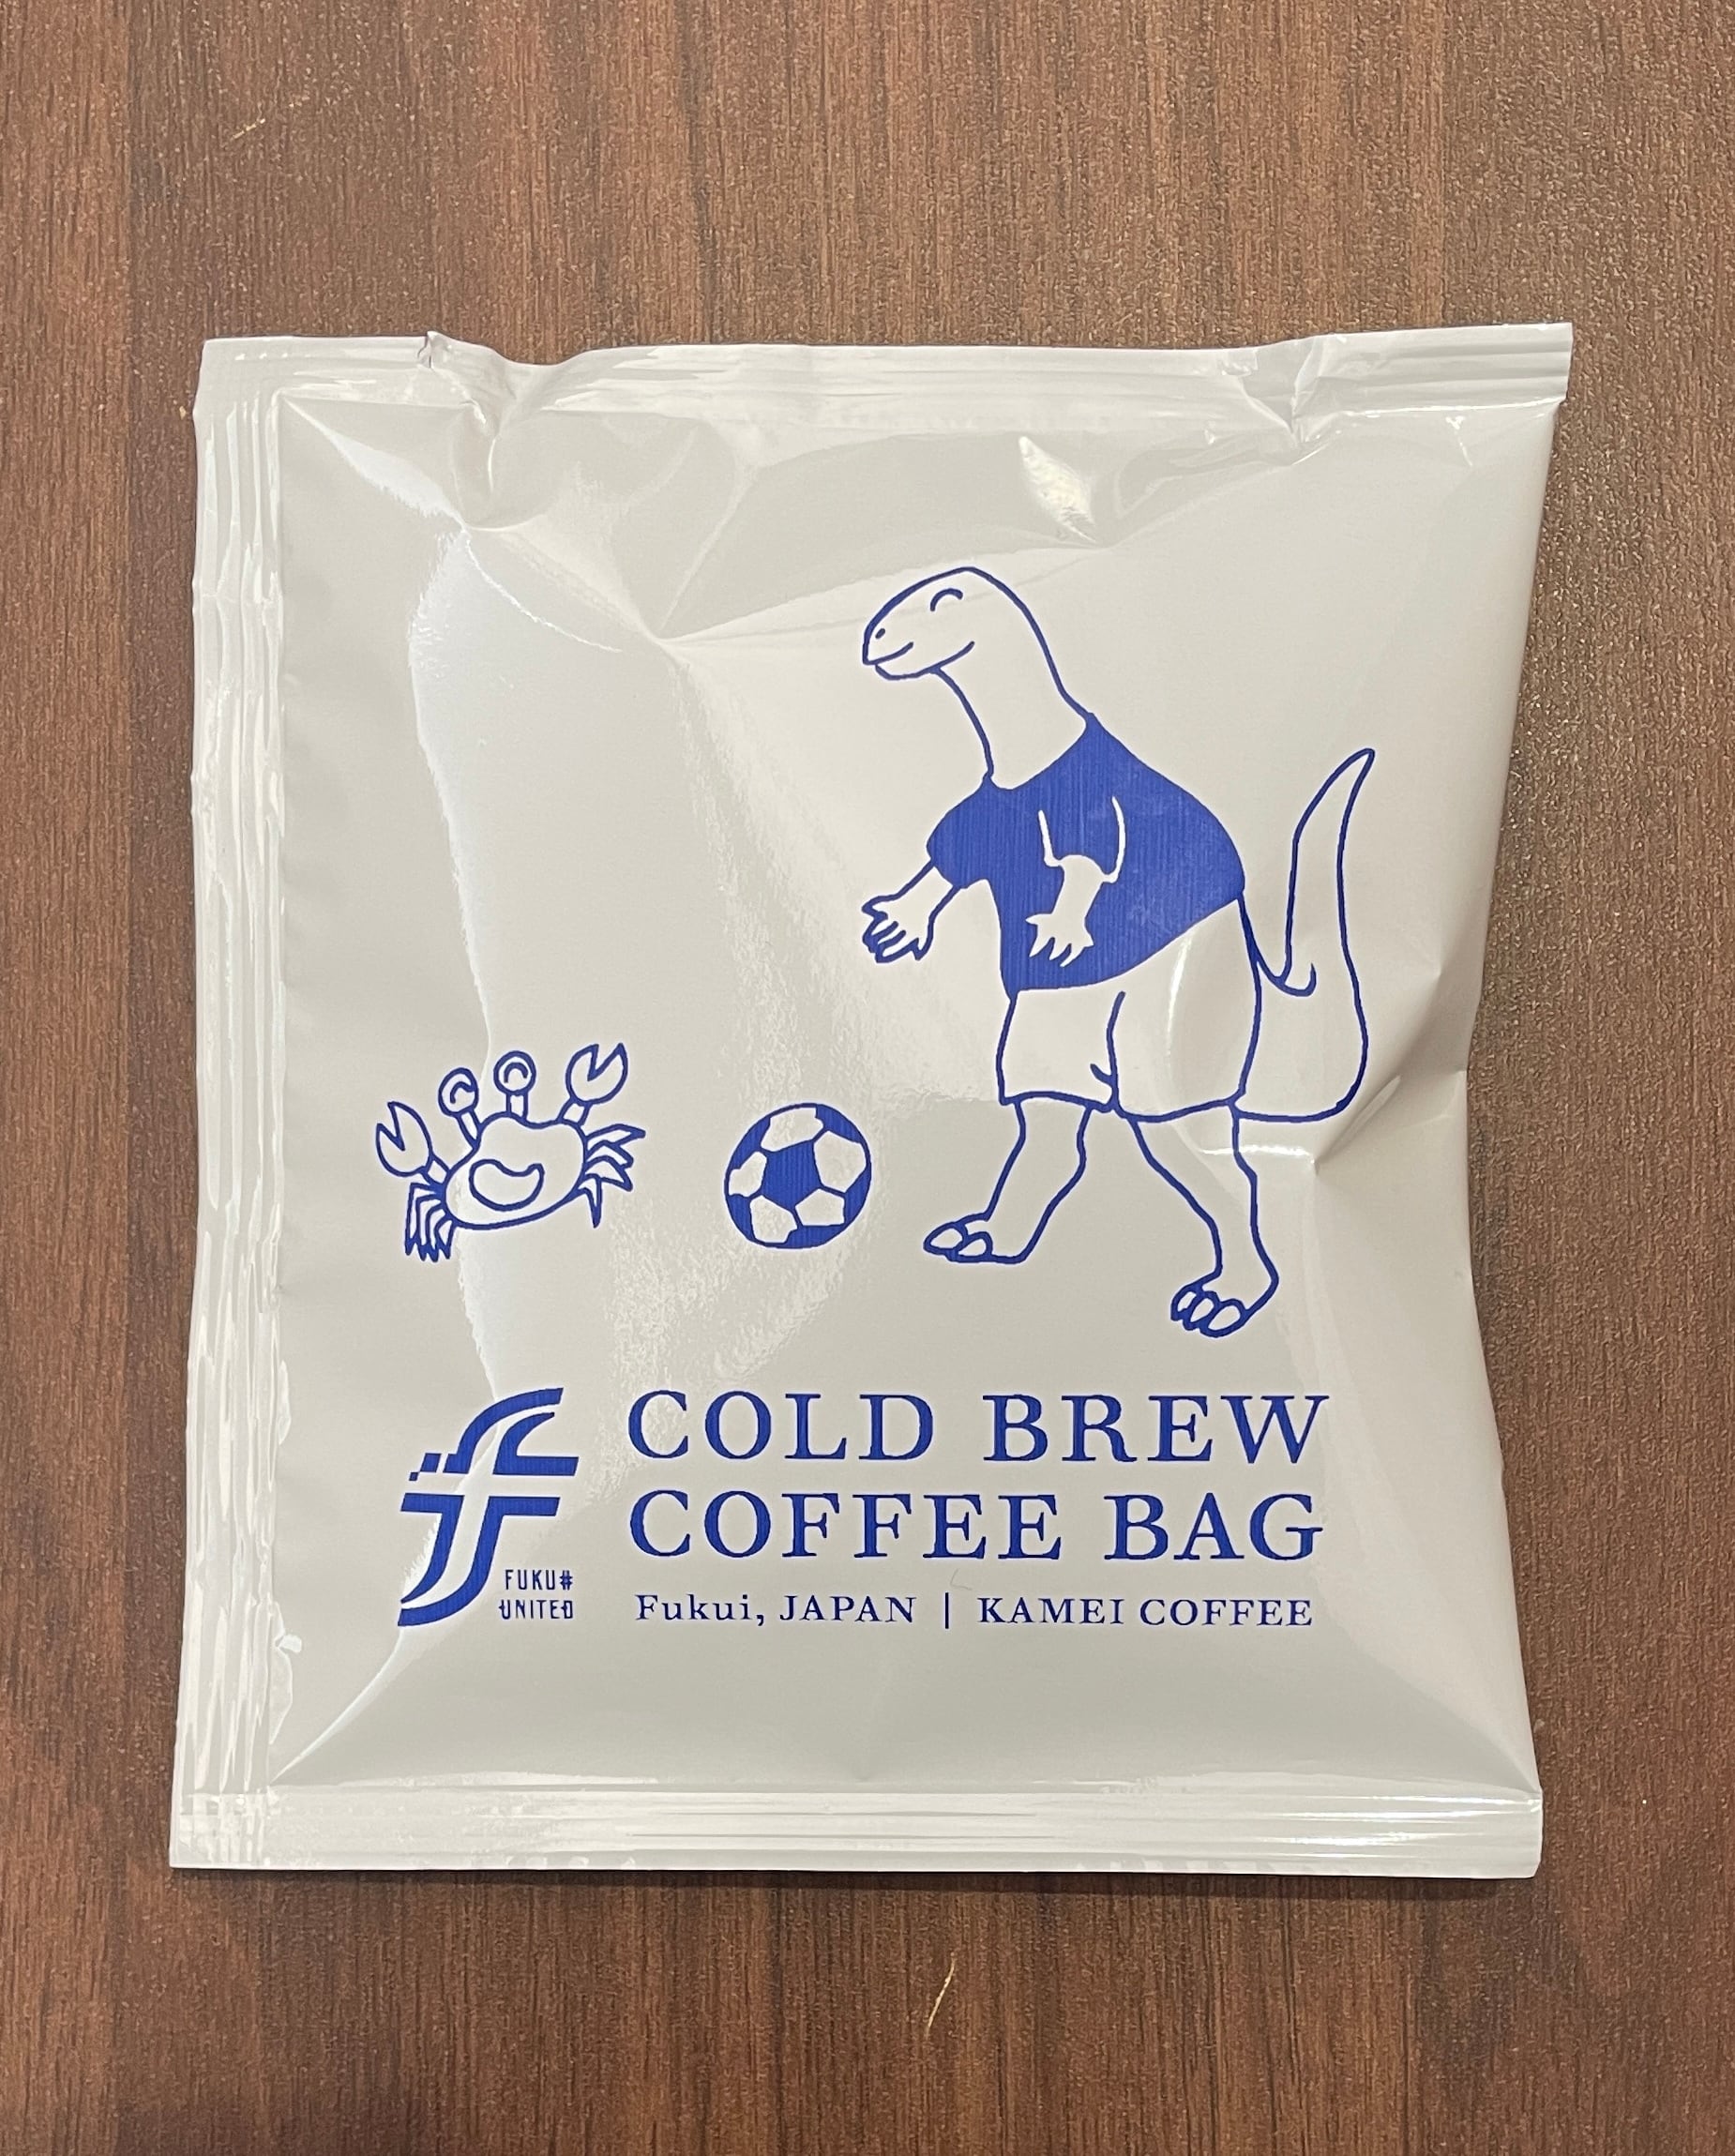 COLD BREW
COFFEE BAG
FUKU#
UNITED
Fukui, JAPAN | KAMEI COFFEE